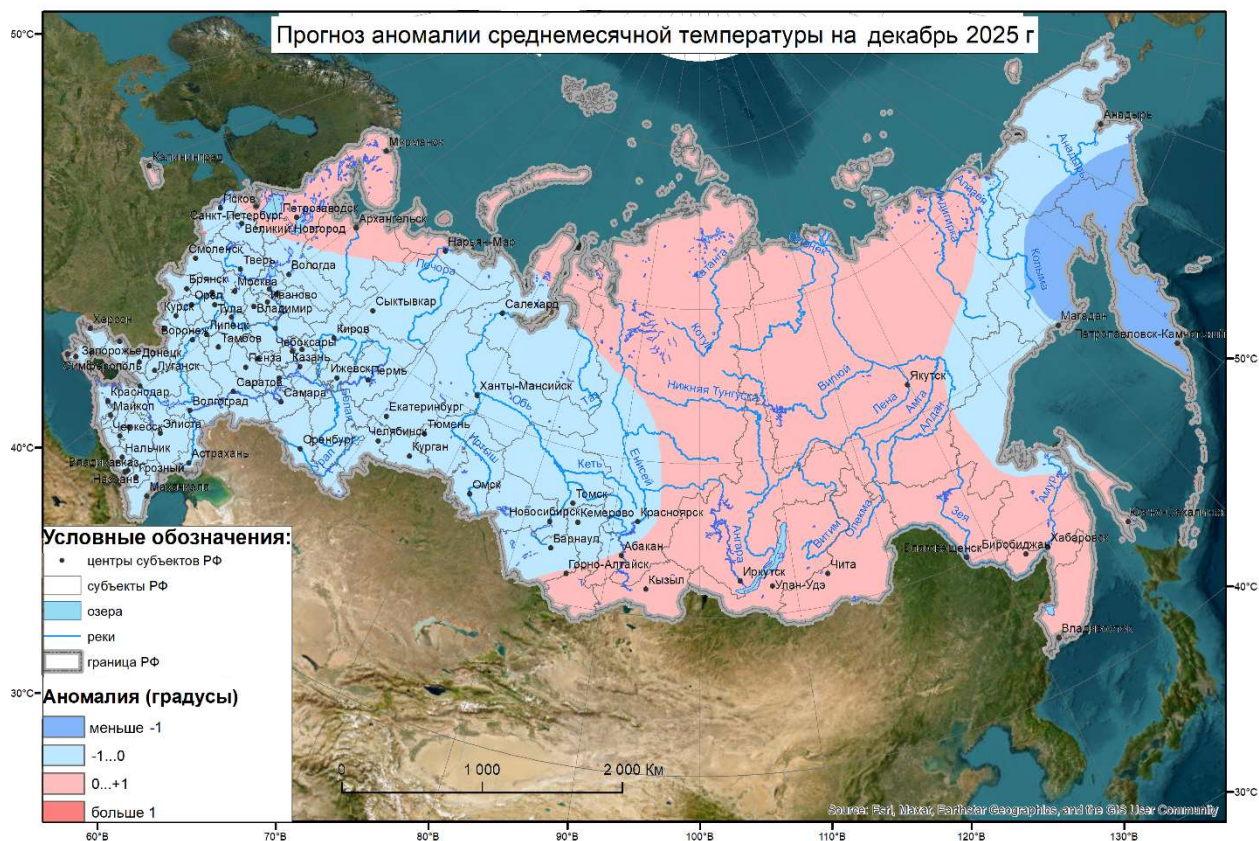 Прогноз аномалии среднемесячной температуры на декабрь 2025 г
50°С
50°С
Анадырь
Мурманск
Калининград
Анадырь
Псков
Петрозаводск
Алазея
Санкт-Петербург
Архангельск
Индигирка
Великий Новгород
Оленек
Нарьян-Мар
Смоленск
Тверь
Печора
Хатанга
Колыма
Вологда
Брянск
Москва
Иваново
Сыктывкар
Салехард
Орел
Курск
Тула
Владимир
Магадан
Херсон
Воронеж
Липецк
Киров
Котуй
Петропавловск-Камчатский
Запорожье
Донецк
Тамбов
Чебоксары
50°С
Симферополь
Луганск
Пенза
Казань
Ижевск
Пермь
Вилюй
Якутск
Краснодар
Саратов
Ханты-Мансийск
Таз
Нижняя Тунгуска
Лена
Амга
Майкоп
Волгоград
Самара
Белая
Обь
Алдан
Черкесск
Элиста
Екатеринбург
Тюмень
Нальчик
Оренбург
Челябинск
Иртыш
40°С
Владикавказ
Грозный
Астрахань
Урал
Курган
Кеть
Енисей
Назрань
Махачкала
Омск
Томск
Амур
Новосибирск
Кемерово
Красноярск
Витим
Олекма
Зея
Южно-Сахалинск
Барнаул
Ангара
Благовещенск
Биробиджан
Хабаровск
Абакан
Горно-Алтайск
Иркутск
Чита
40°С
Кызыл
Улан-Удэ
Владивосток
Условные обозначения:
центры субъектов РФ
субъекты РФ
озера
реки
граница РФ
30°С
Аномалия (градусы)
меньше -1
-1...0
0...+1
больше 1
0
1 000
2 000 Км
30°С
Source: Esri, Maxar, Earthstar Geographics, and the GIS User Community
60°В
70°В
80°В
90°В
100°В
110°В
120°В
130°В